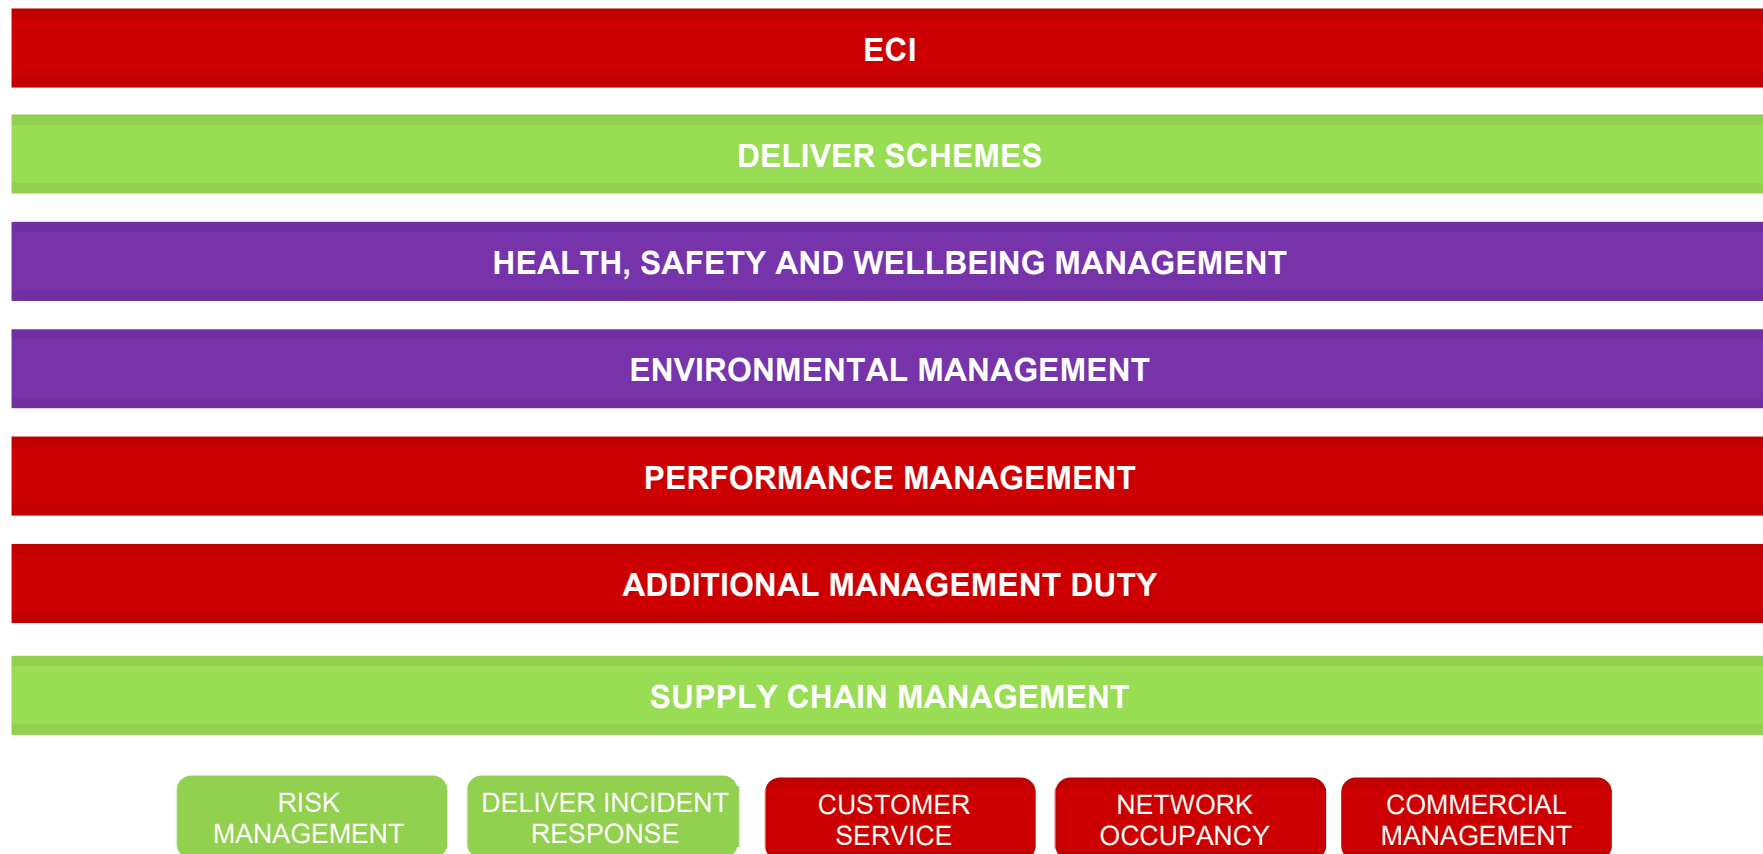 ECI
DELIVER SCHEMES
HEALTH, SAFETY AND WELLBEING MANAGEMENT
ENVIRONMENTAL MANAGEMENT
PERFORMANCE MANAGEMENT
ADDITIONAL MANAGEMENT DUTY
SUPPLY CHAIN MANAGEMENT
RISK
MANAGEMENT
DELIVER INCIDENT
RESPONSE
CUSTOMER
SERVICE
NETWORK
OCCUPANCY
COMMERCIAL
MANAGEMENT